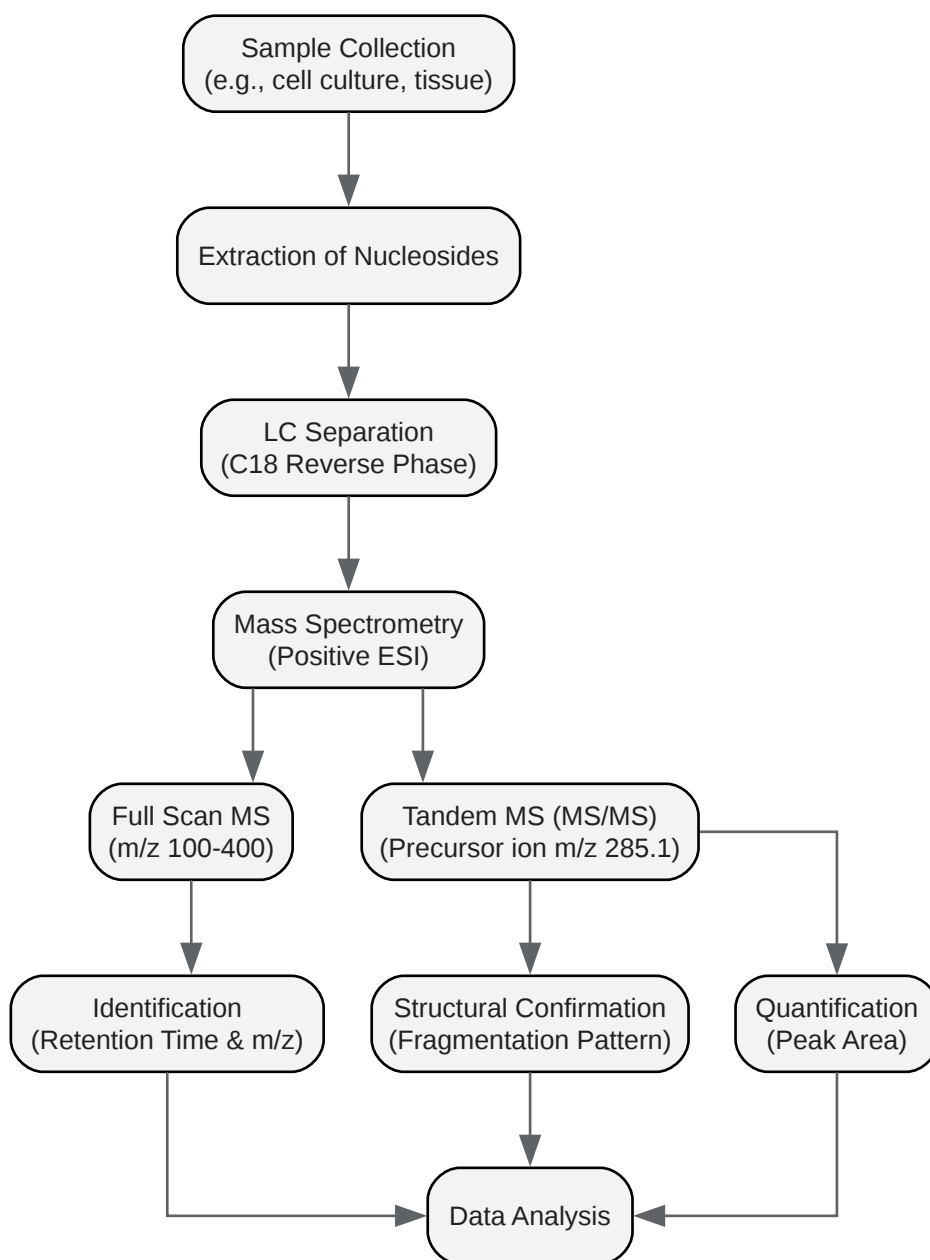 Sample Collection
(e.g., cell culture, tissue)
Extraction of Nucleosides
LC Separation
(C18 Reverse Phase)
Mass Spectrometry
(Positive ESI)
Full Scan MS
(m/z 100-400)
Tandem MS (MS/MS)
(Precursor ion m/z 285.1)
Identification
(Retention Time & m/z)
Structural Confirmation
(Fragmentation Pattern)
Quantification
(Peak Area)
Data Analysis